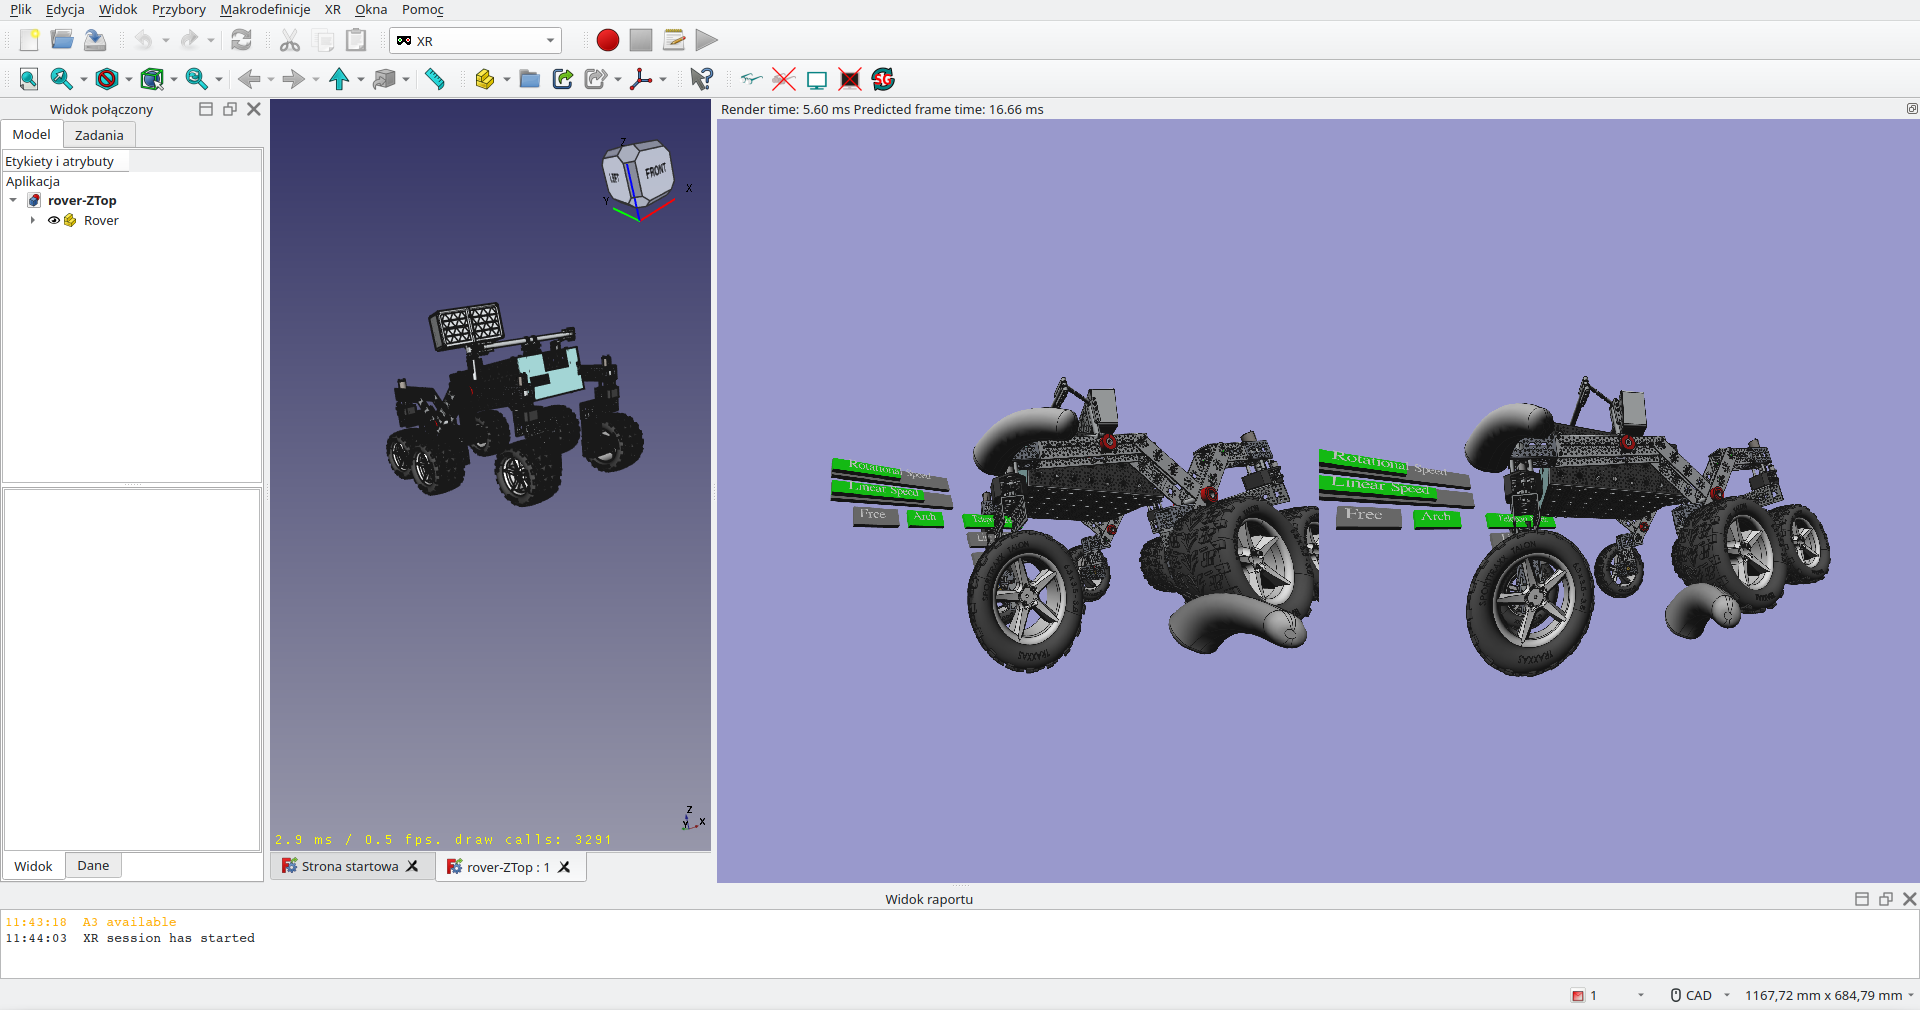 Plik Edycja Widok Przybory Makrodefinicje XR Okna Pomoc
XR
Widok połączony
Model Zadania
Etykiety i atrybuty
Aplikacja
rover-ZTop
Rover
Widok Dane
Z
FRONT
LEFT
X
Y
Z
Y X
2.9 ms / 0.5 fps. draw calls: 3291
Strona startowa
rover-ZTop : 1
Render time: 5.60 ms Predicted frame time: 16.66 ms
Rotational Speed
Linear Speed
Free Arch
TRAXXAS
Rotational Speed
Linear Speed
Free Arch
TALON
TRAXXAS
Widok raportu
11:43:18 A3 available
11:44:03 XR session has started
1
CAD
1167,72 mm x 684,79 mm